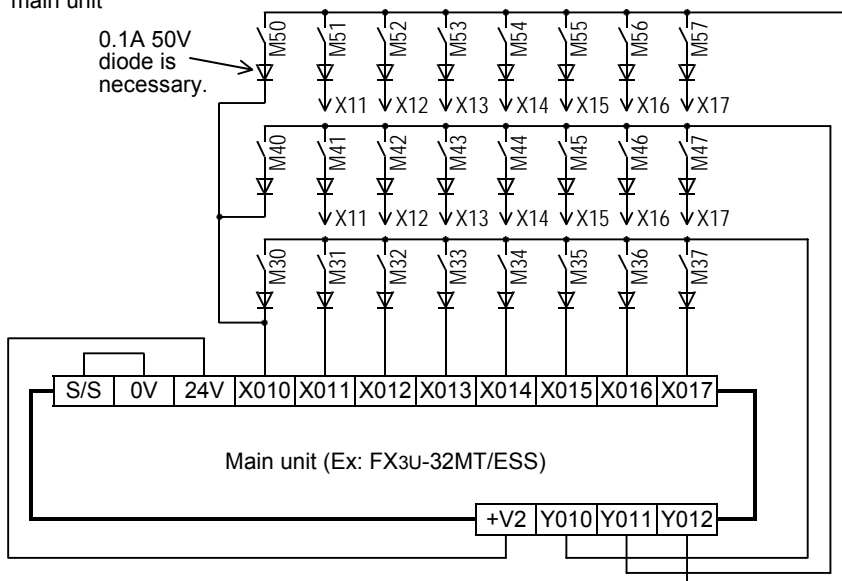 main unit
0.1A 50V
diode is
necessary.
M50 M51 M52 M53 M54 M55 M56 M57
X11 X12 X13 X14 X15 X16 X17
M40 M41 M42 M43 M44 M45 M46 M47
X11 X12 X13 X14 X15 X16 X17
M30 M31 M32 M33 M34 M35 M36 M37
S/S 0V 24V X010 X011 X012 X013 X014 X015 X016 X017
Main unit (Ex: FX3U-32MT/ESS)
+V2 Y010 Y011 Y012